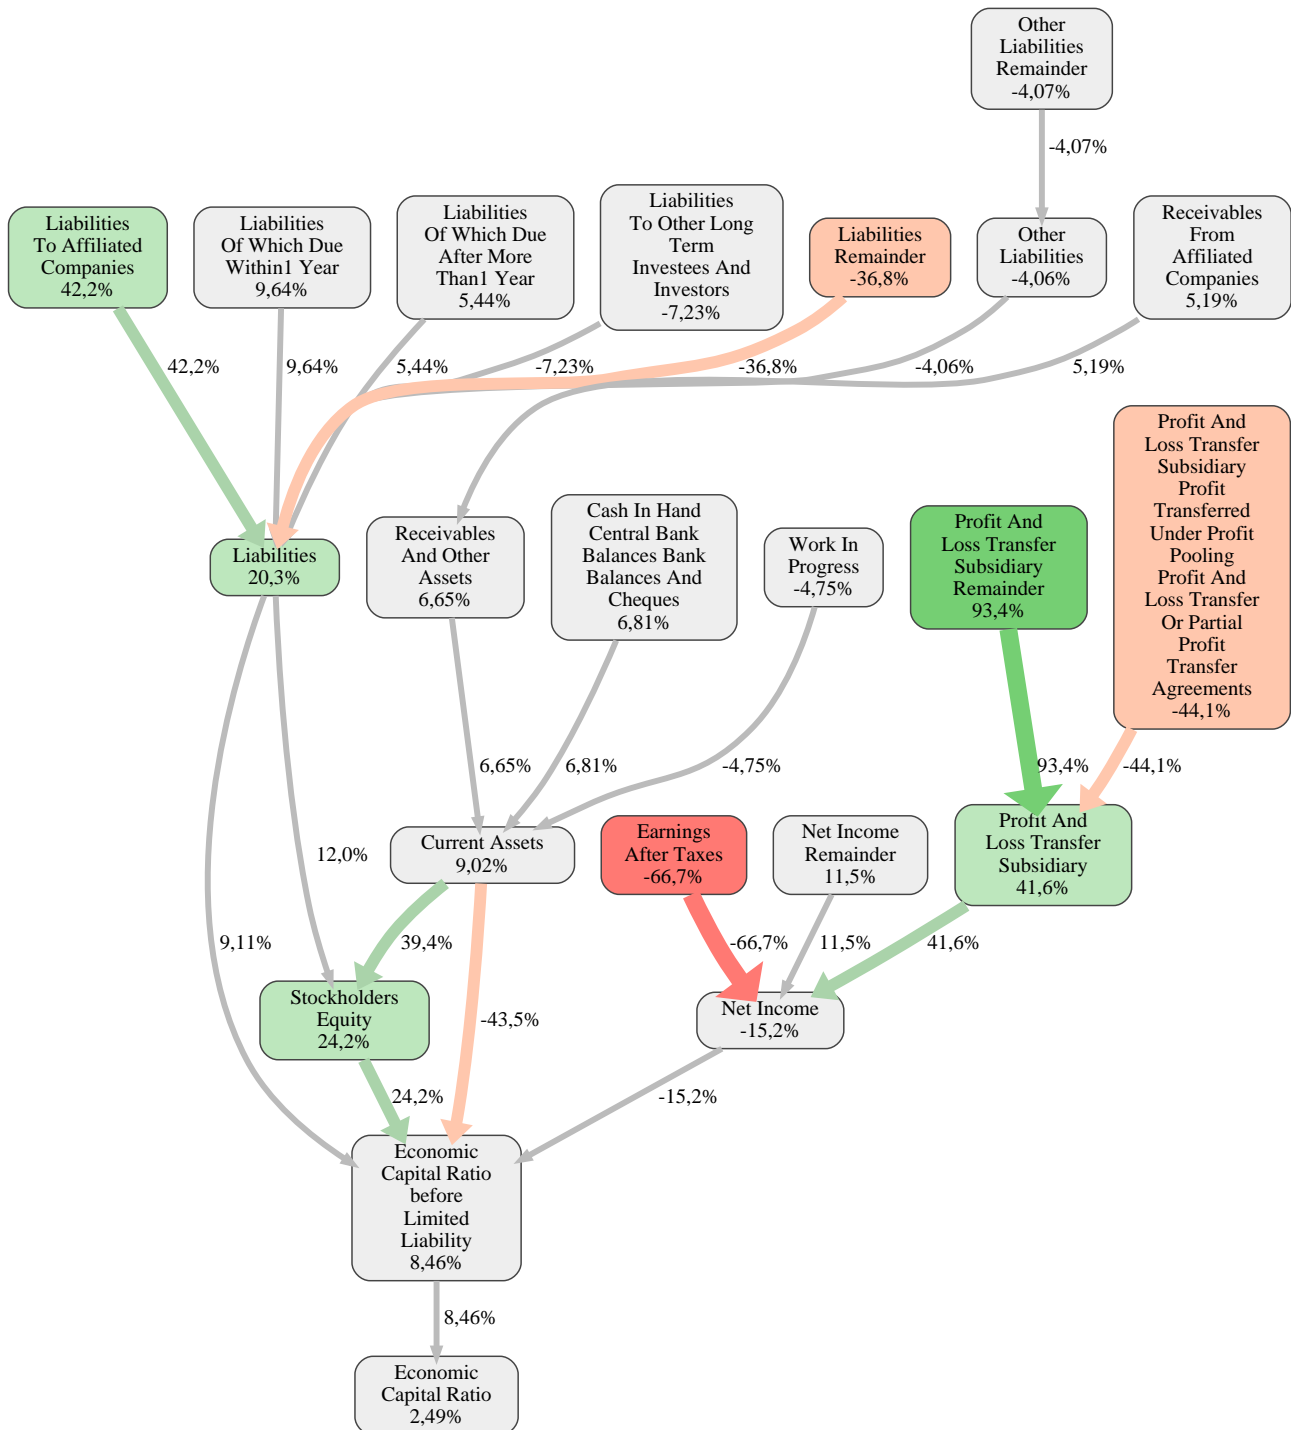 Other
Liabilities
Remainder
-4,07%
-4,07%
Liabilities
To Affiliated
Companies
42,2%
Liabilities
Of Which Due
Within1 Year
9,64%
Liabilities
Of Which Due
After More
Than1 Year
5,44%
Liabilities
To Other Long
Term
Investees And
Investors
-7,23%
Liabilities
Remainder
-36,8%
Other
Liabilities
-4,06%
Receivables
From
Affiliated
Companies
5,19%
42,2%
9,64%
5,44%
-7,23%
-36,8%
-4,06%
5,19%
Liabilities
20,3%
Receivables
And Other
Assets
6,65%
Cash In Hand
Central Bank
Balances Bank
Balances And
Cheques
6,81%
Work In
Progress
-4,75%
Profit And
Loss Transfer
Subsidiary
Remainder
93,4%
Profit And
Loss Transfer
Subsidiary
Profit
Transferred
Under Profit
Pooling
Profit And
Loss Transfer
Or Partial
Profit
Transfer
Agreements
-44,1%
6,65%
6,81%
-4,75%
93,4%
-44,1%
12,0%
Current Assets
9,02%
Earnings
After Taxes
-66,7%
Net Income
Remainder
11,5%
Profit And
Loss Transfer
Subsidiary
41,6%
9,11%
39,4%
-66,7%
11,5%
41,6%
Stockholders
Equity
24,2%
-43,5%
Net Income
-15,2%
24,2%
-15,2%
Economic
Capital Ratio
before
Limited
Liability
8,46%
8,46%
Economic
Capital Ratio
2,49%